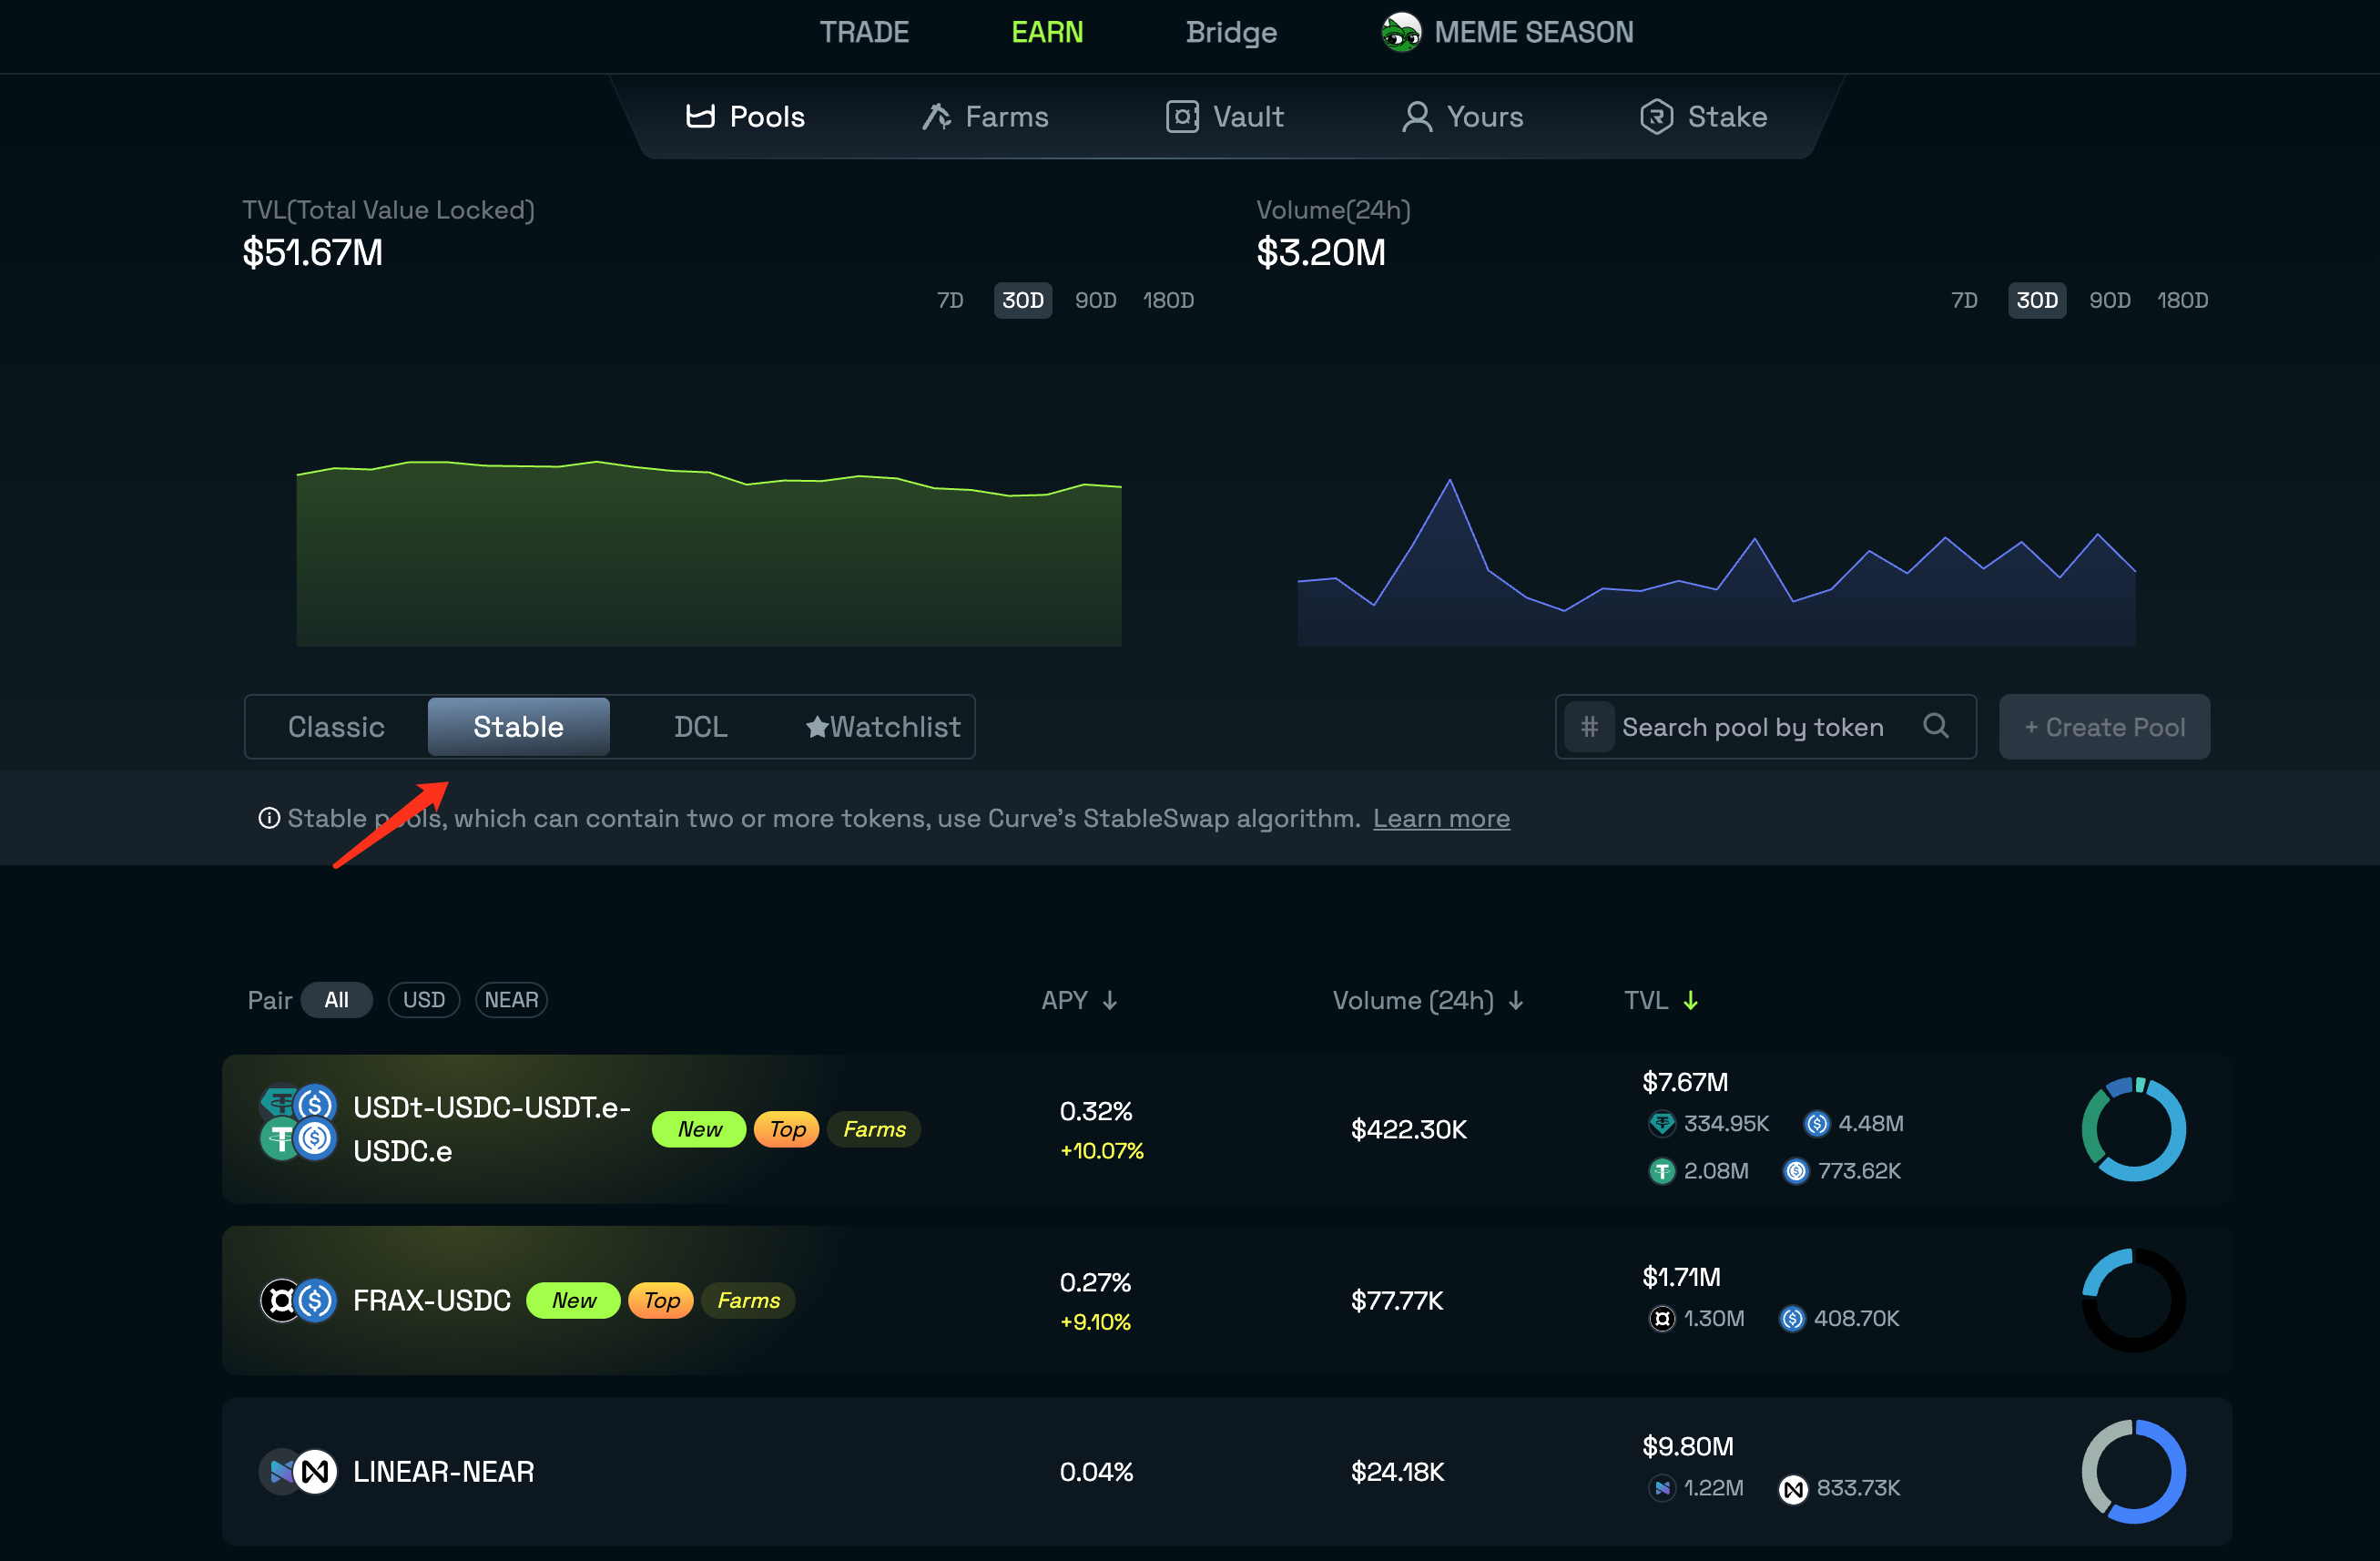 TRADE EARN Bridge MEME SEASON
Pools Farms Vault Yours Stake
TVL(Total Value Locked) Volume(24h)
$51.67M $3.20M
7D 30D 90D 180D 7D 30D 90D 180D
Classic Stable DCL Watchlist # Search pool by token + Create Pool
Stable pools, which can contain two or more tokens, use Curve's StableSwap algorithm. Learn more
Pair All USD NEAR APY Volume (24h) TVL
USDt-USDC-USDT.e-
USDC.e
New Top Farms
0.32%
+10.07%
$422.30K
$7.67M
334.95K 4.48M
2.08M 773.62K
FRAX-USDC New Top Farms
0.27%
+9.10%
$77.77K
$1.71M
1.30M 408.70K
LINEAR-NEAR
0.04%
$24.18K
$9.80M
1.22M 833.73K